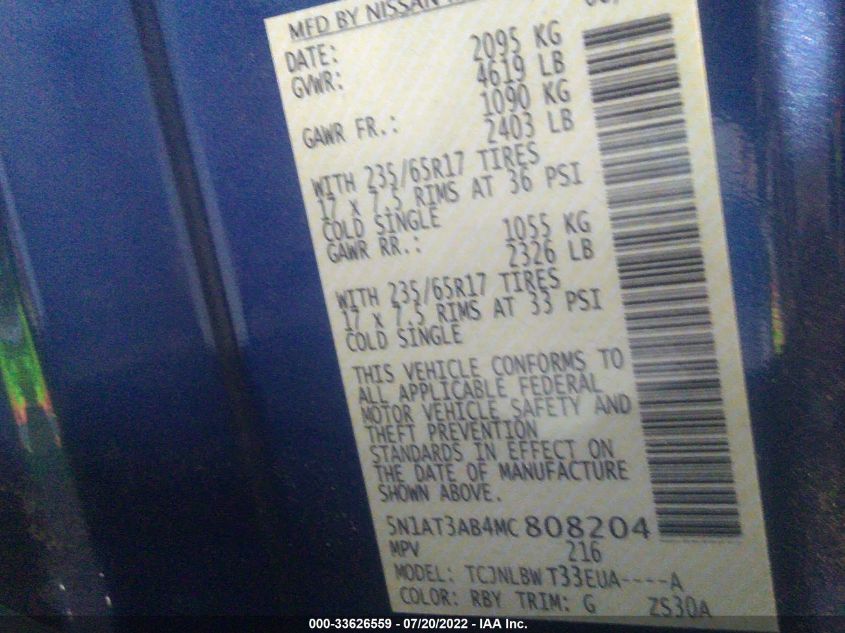 MFD BY NISSAN
DATE:
GVWR: 2095 KG
4619 LB
GAWR FR.: 1090 KG
2403 LB
WITH 235/65R17 TIRES
17 X 7.5 RIMS AT 36 PSI
COLD SINGLE
GAWR RR.: 1055 KG
2326 LB
WITH 235/65R17 TIRES
17 X 7.5 RIMS AT 33 PSI
COLD SINGLE
THIS VEHICLE CONFORMS TO
ALL APPLICABLE FEDERAL
MOTOR VEHICLE SAFETY AND
THEFT PREVENTION
STANDARDS IN EFFECT ON
THE DATE OF MANUFACTURE
SHOWN ABOVE.
5N1AT3AB4MC 808204
MPV 216
MODEL: TCJNLBW T33EUA----A
COLOR: RBY TRIM: G ZS30A
000-33626559 - 07/20/2022 - IAA Inc.